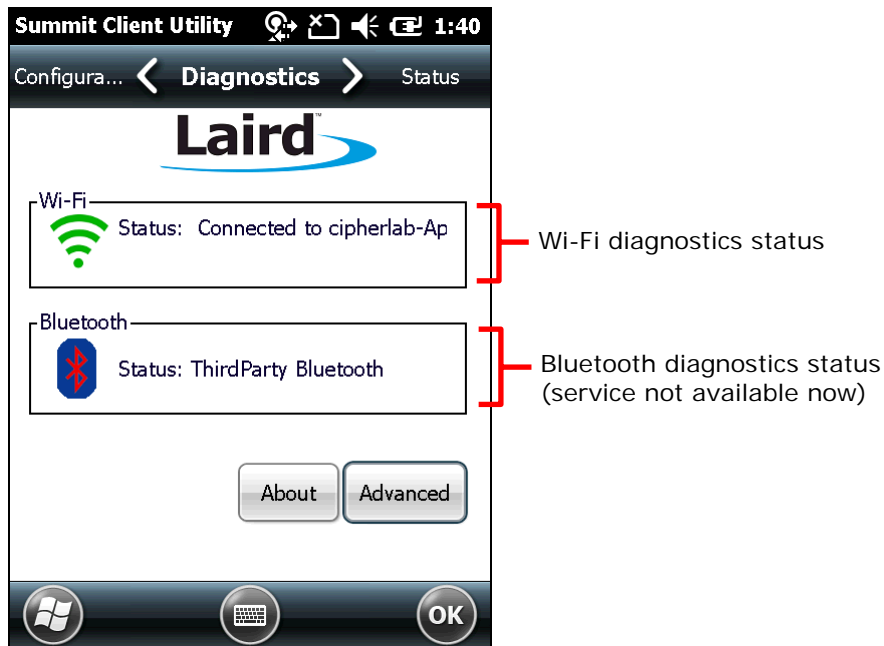 Summit Client Utility 1:40
Configura... Diagnostics Status
Laird™
Wi-Fi
Status: Connected to cipherlab-Ap
Wi-Fi diagnostics status
Bluetooth
Status: ThirdParty Bluetooth
Bluetooth diagnostics status
(service not available now)
About Advanced
OK